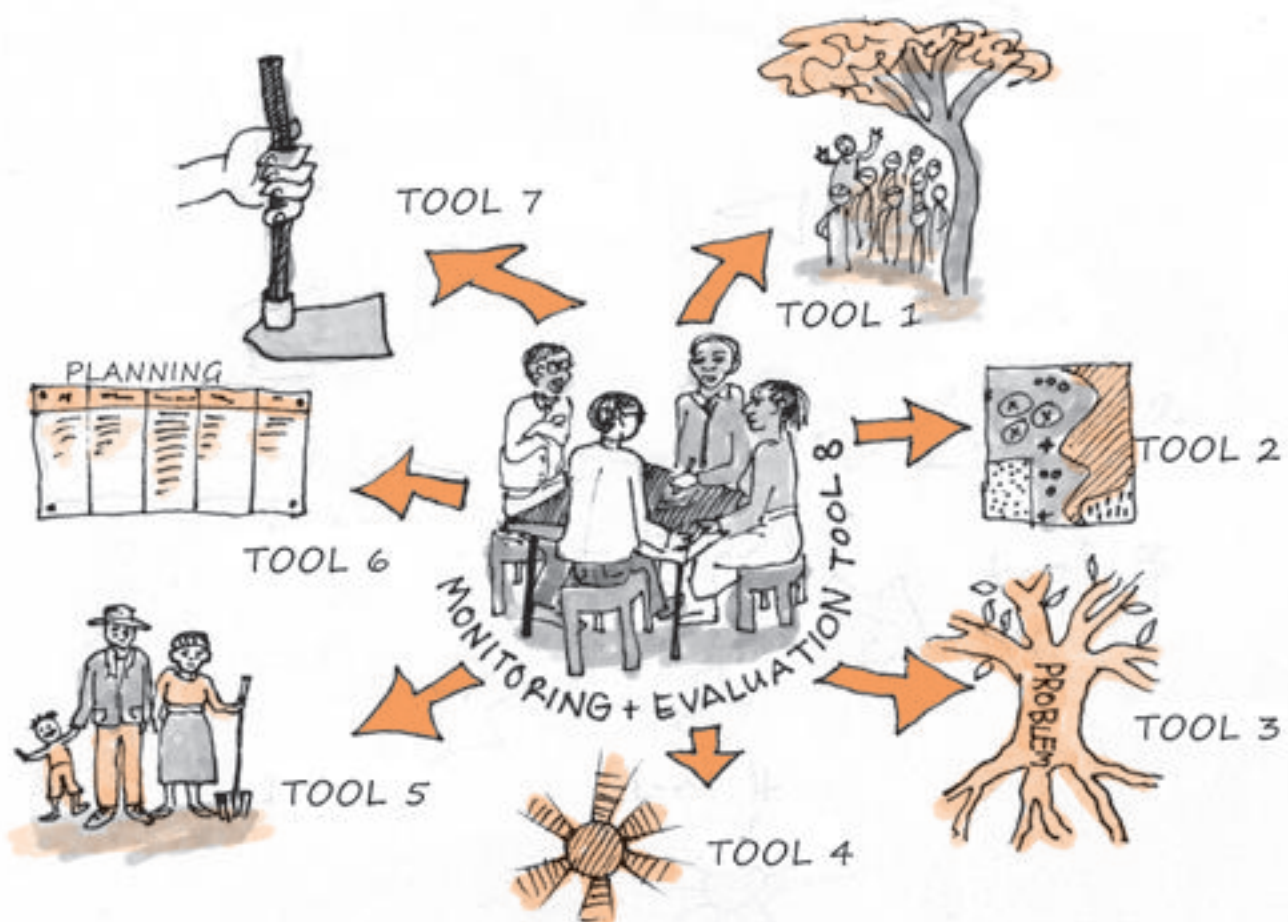 TOOL 7
TOOL 1
PLANNING
TOOL 2
TOOL 6
MONITORING + EVALUATION TOOL 8
PROBLEM
TOOL 3
TOOL 5
TOOL 4